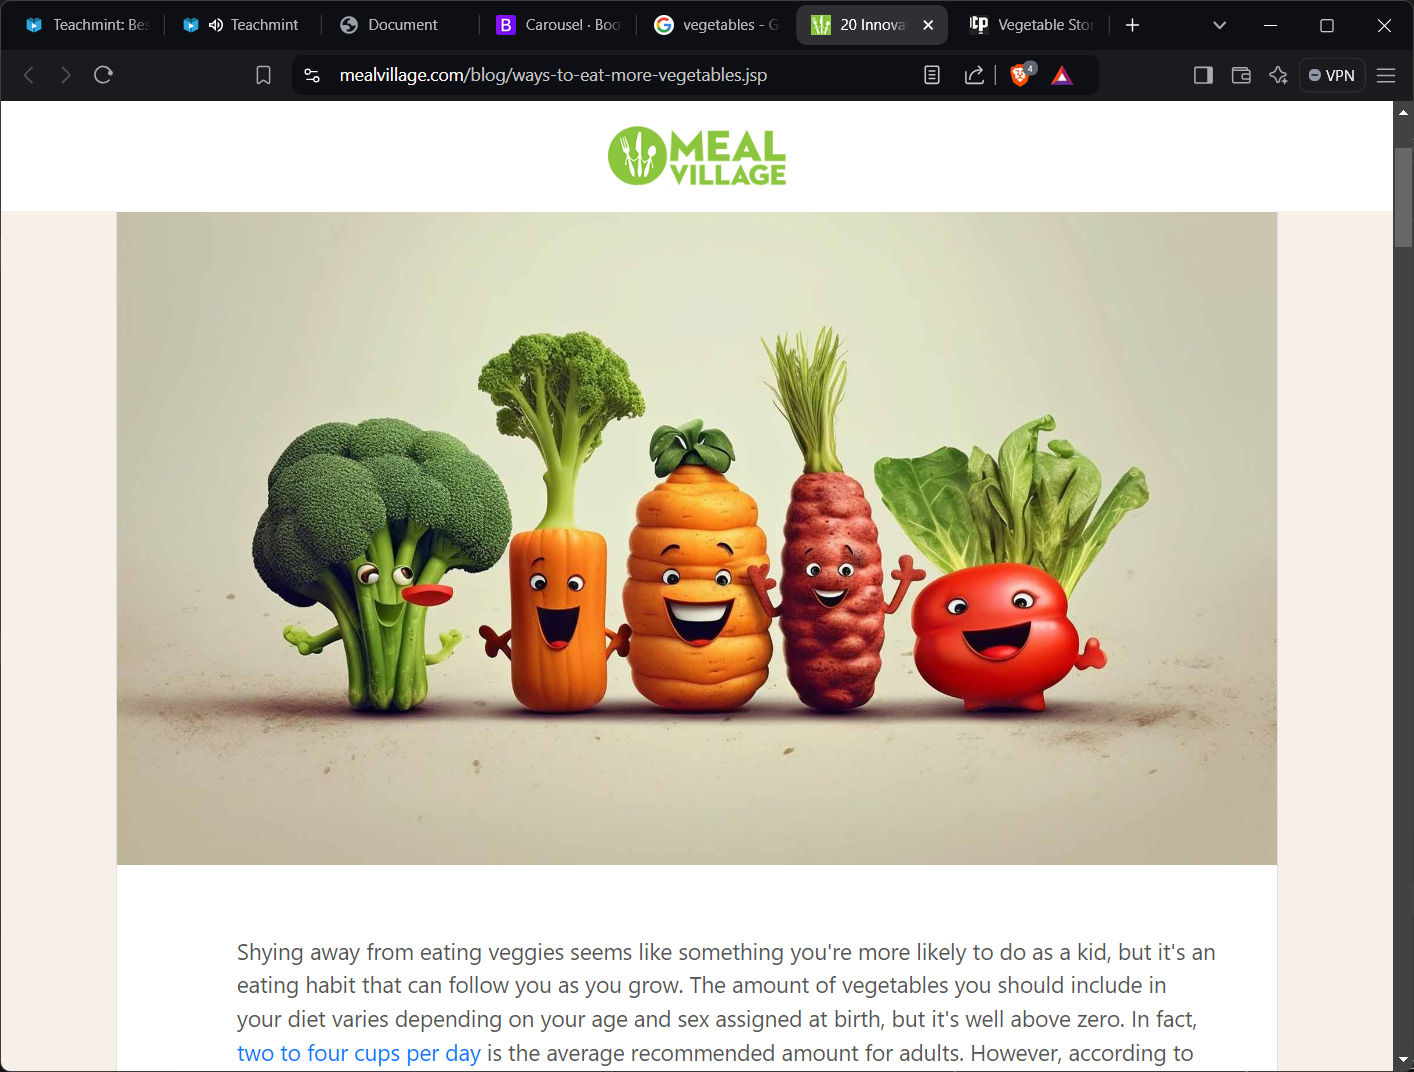 Teachmint: Bes
Teachmint
Document
Carousel · Boo
vegetables - G
20 Innova
Vegetable Stor
mealvillage.com/blog/ways-to-eat-more-vegetables.jsp
4
VPN
MEAL
VILLAGE
Shying away from eating veggies seems like something you're more likely to do as a kid, but it's an
eating habit that can follow you as you grow. The amount of vegetables you should include in
your diet varies depending on your age and sex assigned at birth, but it's well above zero. In fact,
two to four cups per day is the average recommended amount for adults. However, according to